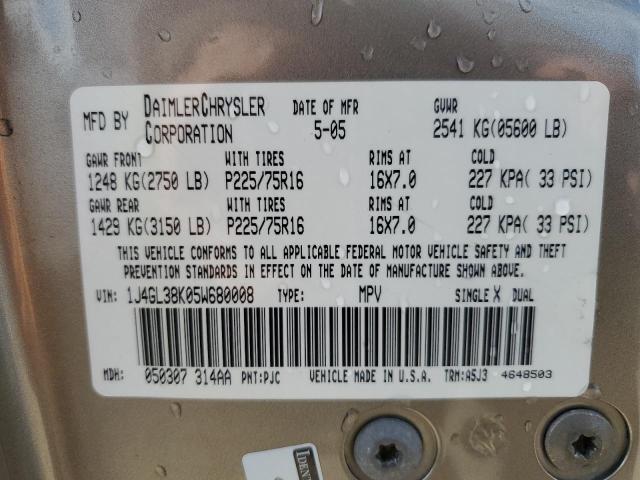 MFD BY DAIMLERCHRYSLER CORPORATION DATE OF MFR 5-05 GVWR 2541 KG(05600 LB)
GAWR FRONT WITH TIRES RIMS AT COLD
1248 KG(2750 LB) P225/75R16 16X7.0 227 KPA( 33 PSI)
GAWR REAR WITH TIRES RIMS AT COLD
1429 KG(3150 LB) P225/75R16 16X7.0 227 KPA( 33 PSI)
THIS VEHICLE CONFORMS TO ALL APPLICABLE FEDERAL MOTOR VEHICLE SAFETY AND THEFT
PREVENTION STANDARDS IN EFFECT ON THE DATE OF MANUFACTURE SHOWN ABOVE.
VIN: 1J4GL38K05W680008 TYPE: MPV SINGLE X DUAL
MDH: 050307 314AA PNT:PJC VEHICLE MADE IN U.S.A. TRM:A5J3 4648503